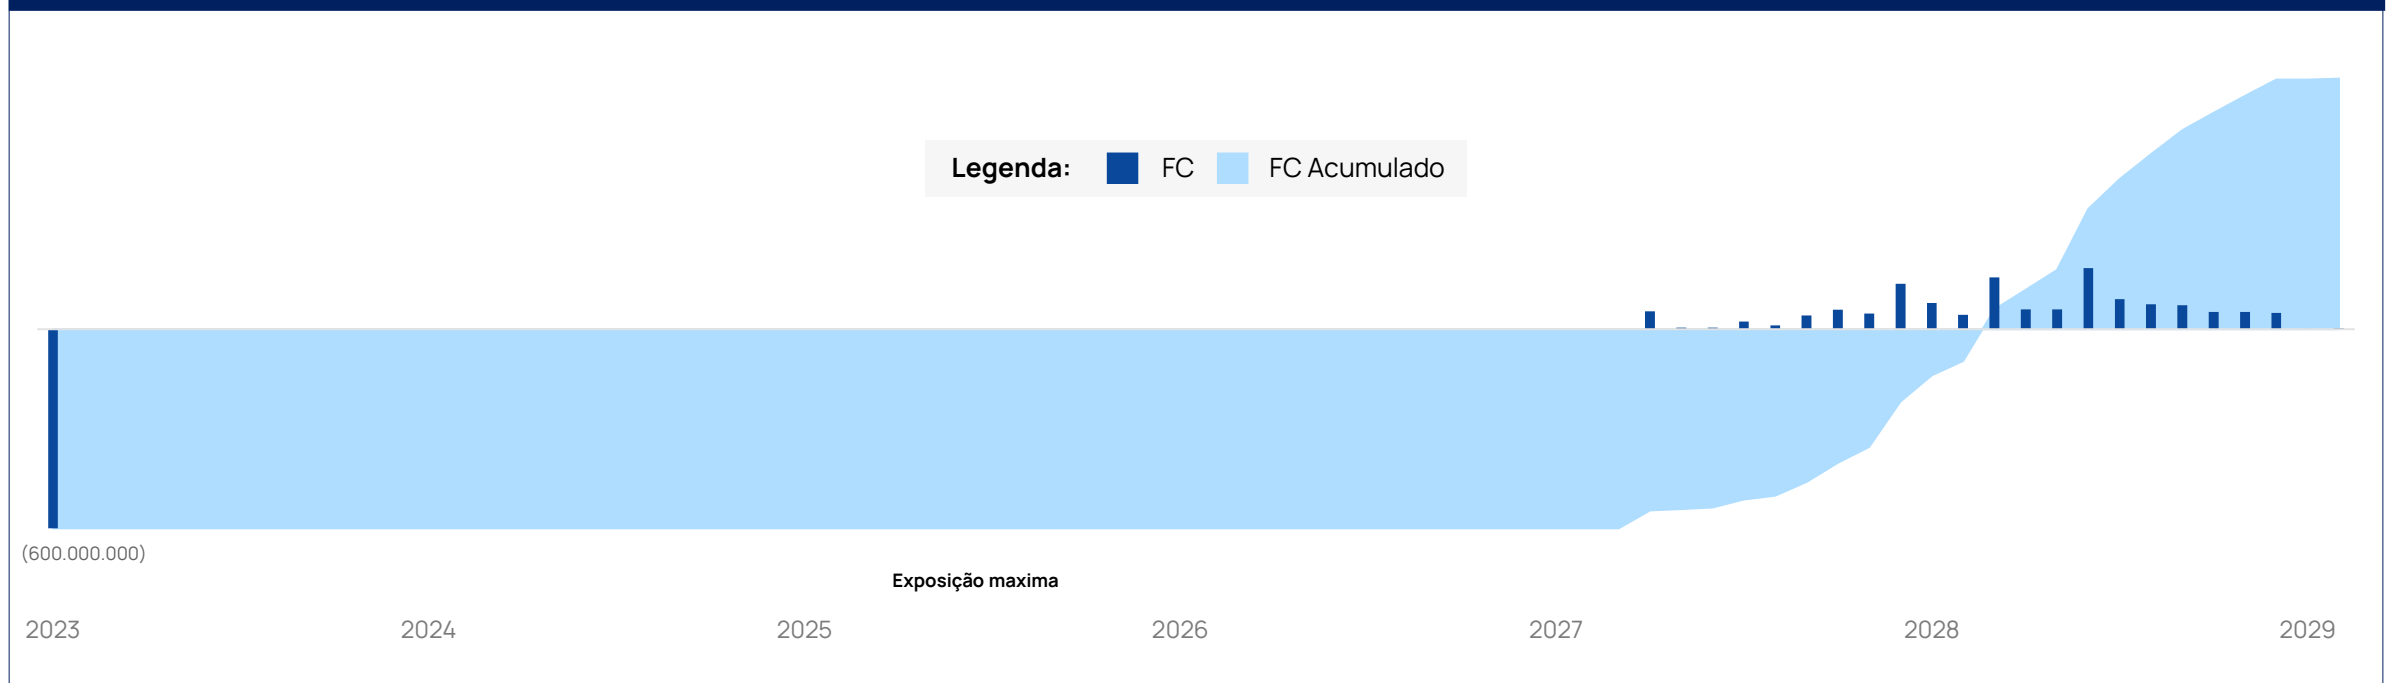 Legenda: FC FC Acumulado
(600.000.000)
Exposição maxima
2023 2024 2025 2026 2027 2028 2029